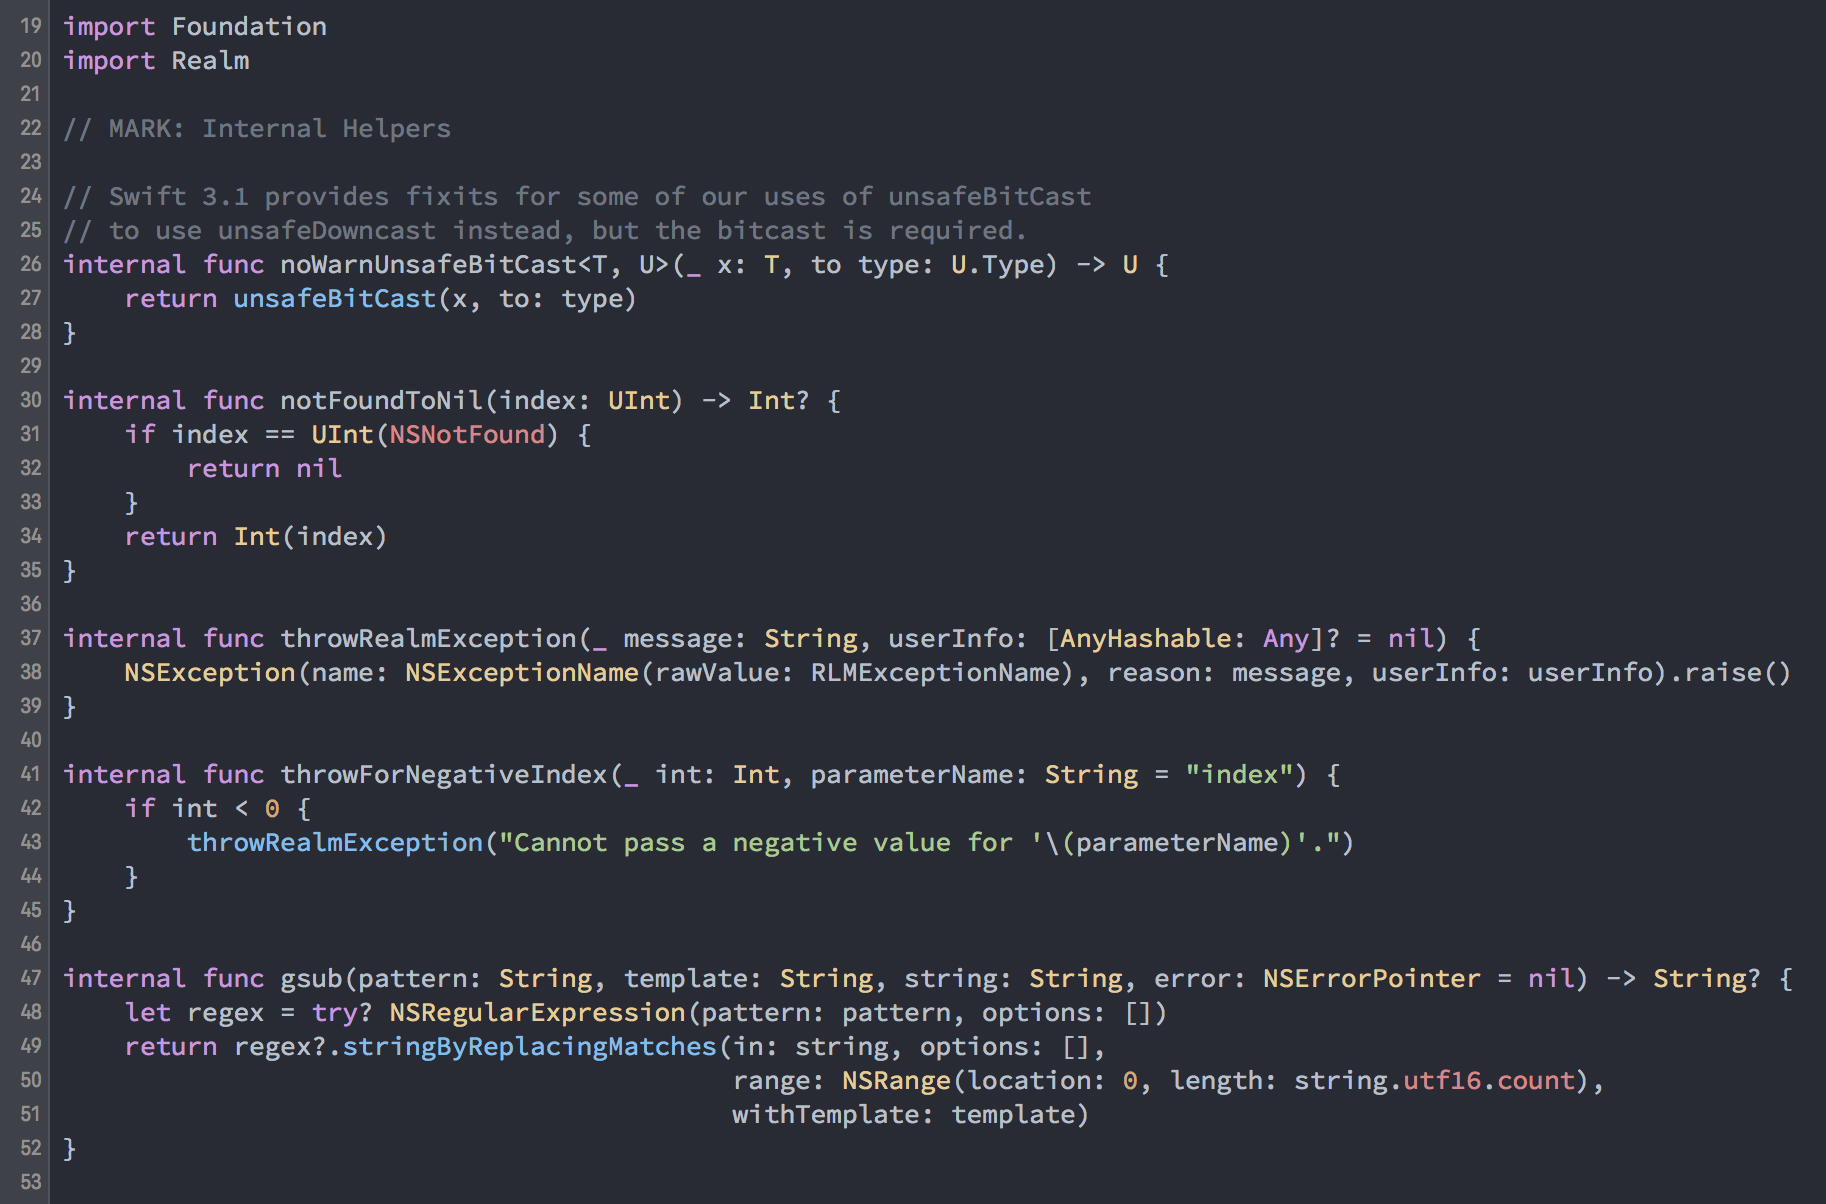 19 import Foundation
20 import Realm
21
22 // MARK: Internal Helpers
23
24 // Swift 3.1 provides fixits for some of our uses of unsafeBitCast
25 // to use unsafeDowncast instead, but the bitcast is required.
26 internal func noWarnUnsafeBitCast<T, U>(_ x: T, to type: U.Type) -> U {
27     return unsafeBitCast(x, to: type)
28 }
29
30 internal func notFoundToNil(index: UInt) -> Int? {
31     if index == UInt(NSNotFound) {
32         return nil
33     }
34     return Int(index)
35 }
36
37 internal func throwRealmException(_ message: String, userInfo: [AnyHashable: Any]? = nil) {
38     NSException(name: NSExceptionName(rawValue: RLMExceptionName), reason: message, userInfo: userInfo).raise()
39 }
40
41 internal func throwForNegativeIndex(_ int: Int, parameterName: String = "index") {
42     if int < 0 {
43         throwRealmException("Cannot pass a negative value for '\(parameterName)'.")
44     }
45 }
46
47 internal func gsub(pattern: String, template: String, string: String, error: NSErrorPointer = nil) -> String? {
48     let regex = try? NSRegularExpression(pattern: pattern, options: [])
49     return regex?.stringByReplacingMatches(in: string, options: [],
50                                            range: NSRange(location: 0, length: string.utf16.count),
51                                            withTemplate: template)
52 }
53